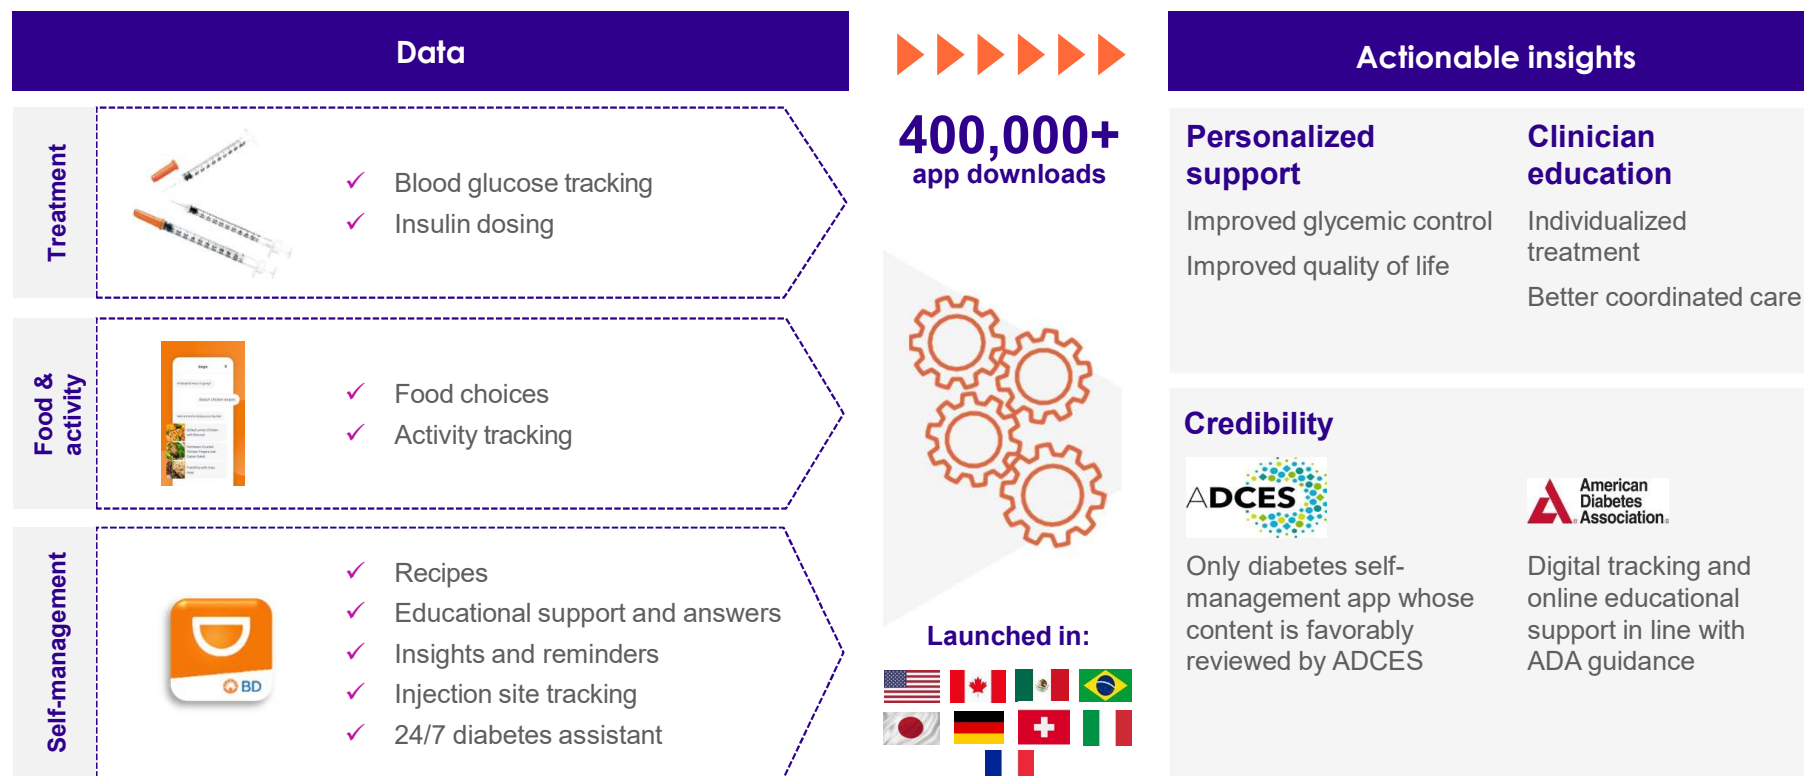 Data
Treatment
Blood glucose tracking
Insulin dosing
Food &
activity
Food choices
Activity tracking
Self-management
BD
Recipes
Educational support and answers
Insights and reminders
Injection site tracking
24/7 diabetes assistant
400,000+
app downloads
Launched in:
Actionable insights
Personalized
support
Improved glycemic control
Improved quality of life
Clinician
education
Individualized
treatment
Better coordinated care
Credibility
ADCES
Only diabetes self-
management app whose
content is favorably
reviewed by ADCES
American
Diabetes
Association®
Digital tracking and
online educational
support in line with
ADA guidance